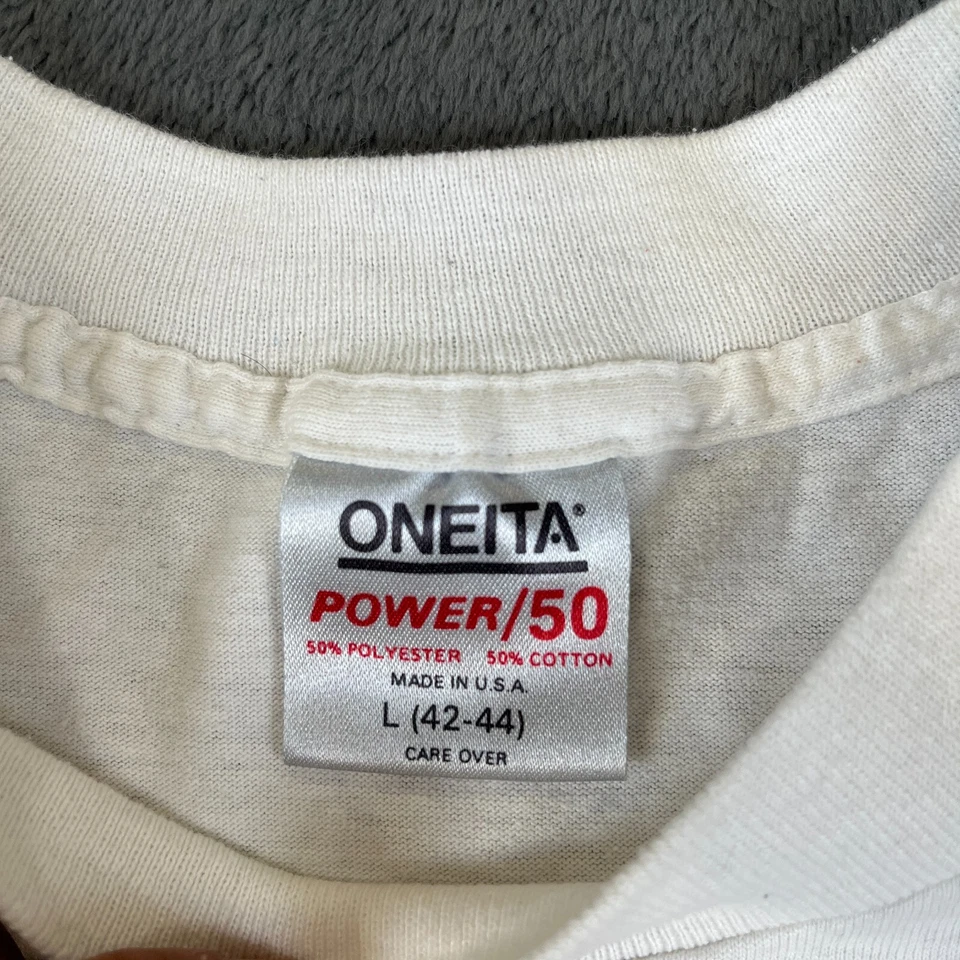 ONEITA®
POWER/50
50% POLYESTER 50% COTTON
MADE IN U.S.A.
L (42-44)
CARE OVER